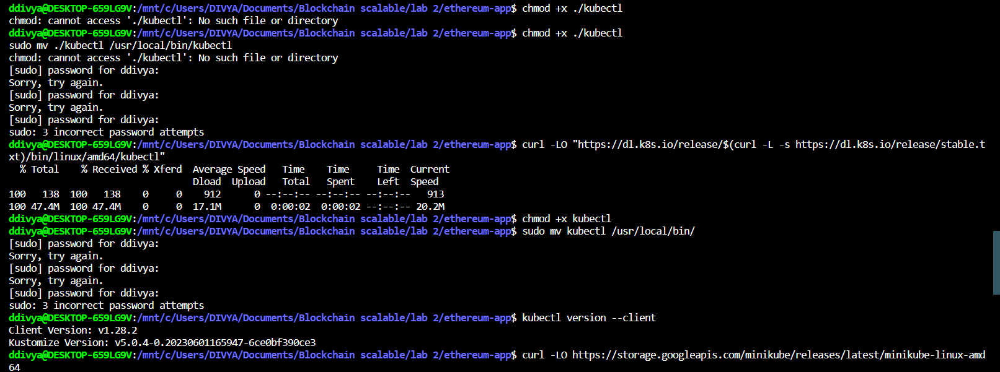 ddivya@DESKTOP-659LG9V:/mnt/c/Users/DIVYA/Documents/Blockchain scalable/lab 2/ethereum-app$ chmod +x ./kubectl
chmod: cannot access './kubectl': No such file or directory
ddivya@DESKTOP-659LG9V:/mnt/c/Users/DIVYA/Documents/Blockchain scalable/lab 2/ethereum-app$ chmod +x ./kubectl
sudo mv ./kubectl /usr/local/bin/kubectl
chmod: cannot access './kubectl': No such file or directory
[sudo] password for ddivya:
Sorry, try again.
[sudo] password for ddivya:
Sorry, try again.
[sudo] password for ddivya:
sudo: 3 incorrect password attempts
ddivya@DESKTOP-659LG9V:/mnt/c/Users/DIVYA/Documents/Blockchain scalable/lab 2/ethereum-app$ curl -LO "https://dl.k8s.io/release/$(curl -L -s https://dl.k8s.io/release/stable.t
xt)/bin/linux/amd64/kubectl"
  % Total    % Received % Xferd  Average Speed   Time    Time     Time  Current
                                 Dload  Upload   Total   Spent    Left  Speed
100   138  100   138    0     0    912      0 --:--:-- --:--:-- --:--:--   913
100 47.4M  100 47.4M    0     0  17.1M      0  0:00:02  0:00:02 --:--:-- 20.2M
ddivya@DESKTOP-659LG9V:/mnt/c/Users/DIVYA/Documents/Blockchain scalable/lab 2/ethereum-app$ chmod +x kubectl
ddivya@DESKTOP-659LG9V:/mnt/c/Users/DIVYA/Documents/Blockchain scalable/lab 2/ethereum-app$ sudo mv kubectl /usr/local/bin/
[sudo] password for ddivya:
Sorry, try again.
[sudo] password for ddivya:
Sorry, try again.
[sudo] password for ddivya:
sudo: 3 incorrect password attempts
ddivya@DESKTOP-659LG9V:/mnt/c/Users/DIVYA/Documents/Blockchain scalable/lab 2/ethereum-app$ kubectl version --client
Client Version: v1.28.2
Kustomize Version: v5.0.4-0.20230601165947-6ce0bf390ce3
ddivya@DESKTOP-659LG9V:/mnt/c/Users/DIVYA/Documents/Blockchain scalable/lab 2/ethereum-app$ curl -LO https://storage.googleapis.com/minikube/releases/latest/minikube-linux-amd
64